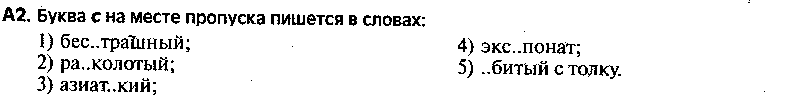 А2. Буква с на месте пропуска пишется в словах:
1) бес..трашный;
2) ра..колотый;
3) азиат..кий;
4) экс..понат;
5) ..битый с толку.